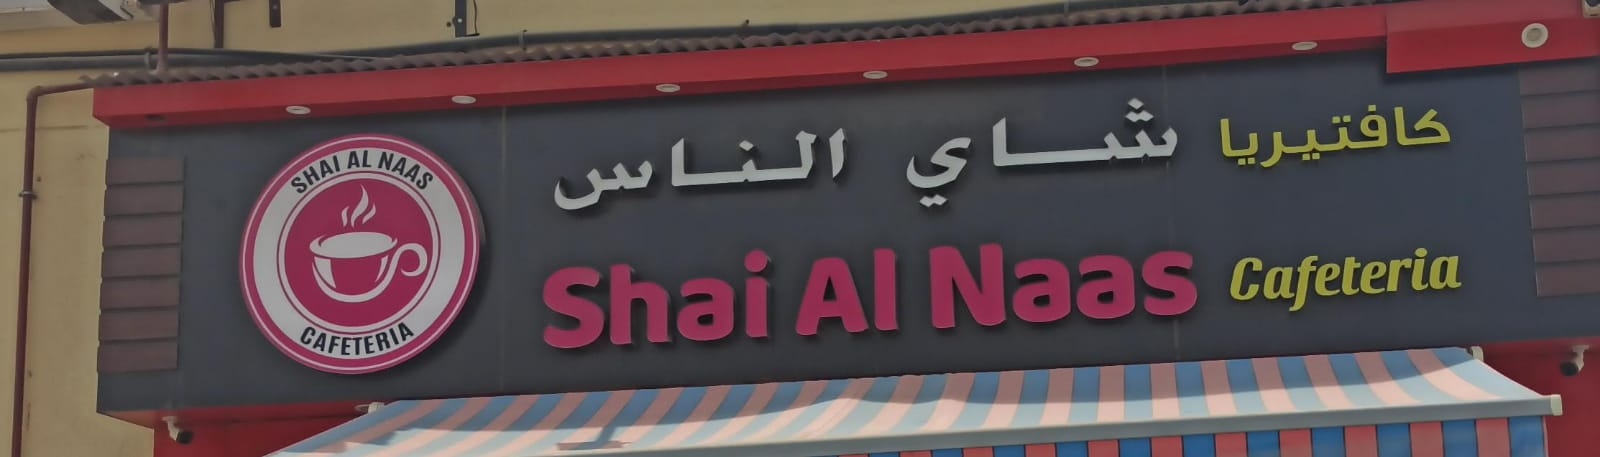 SHAI AL NAAS
CAFETERIA
كافتيريا شاي الناس
Shai Al Naas Cafeteria